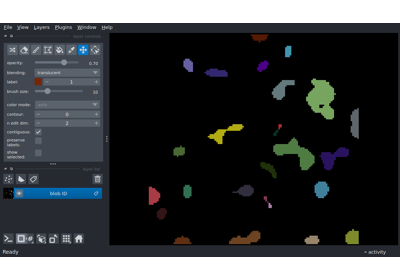 File View Layers Plugins Window Help
opacity: 0.70
blending: translucent
label: 1
brush size: 10
color mode:
contour: 0
n edit dim: 2
contiguous:
preserve labels:
show selected:
blob ID
Ready
activity